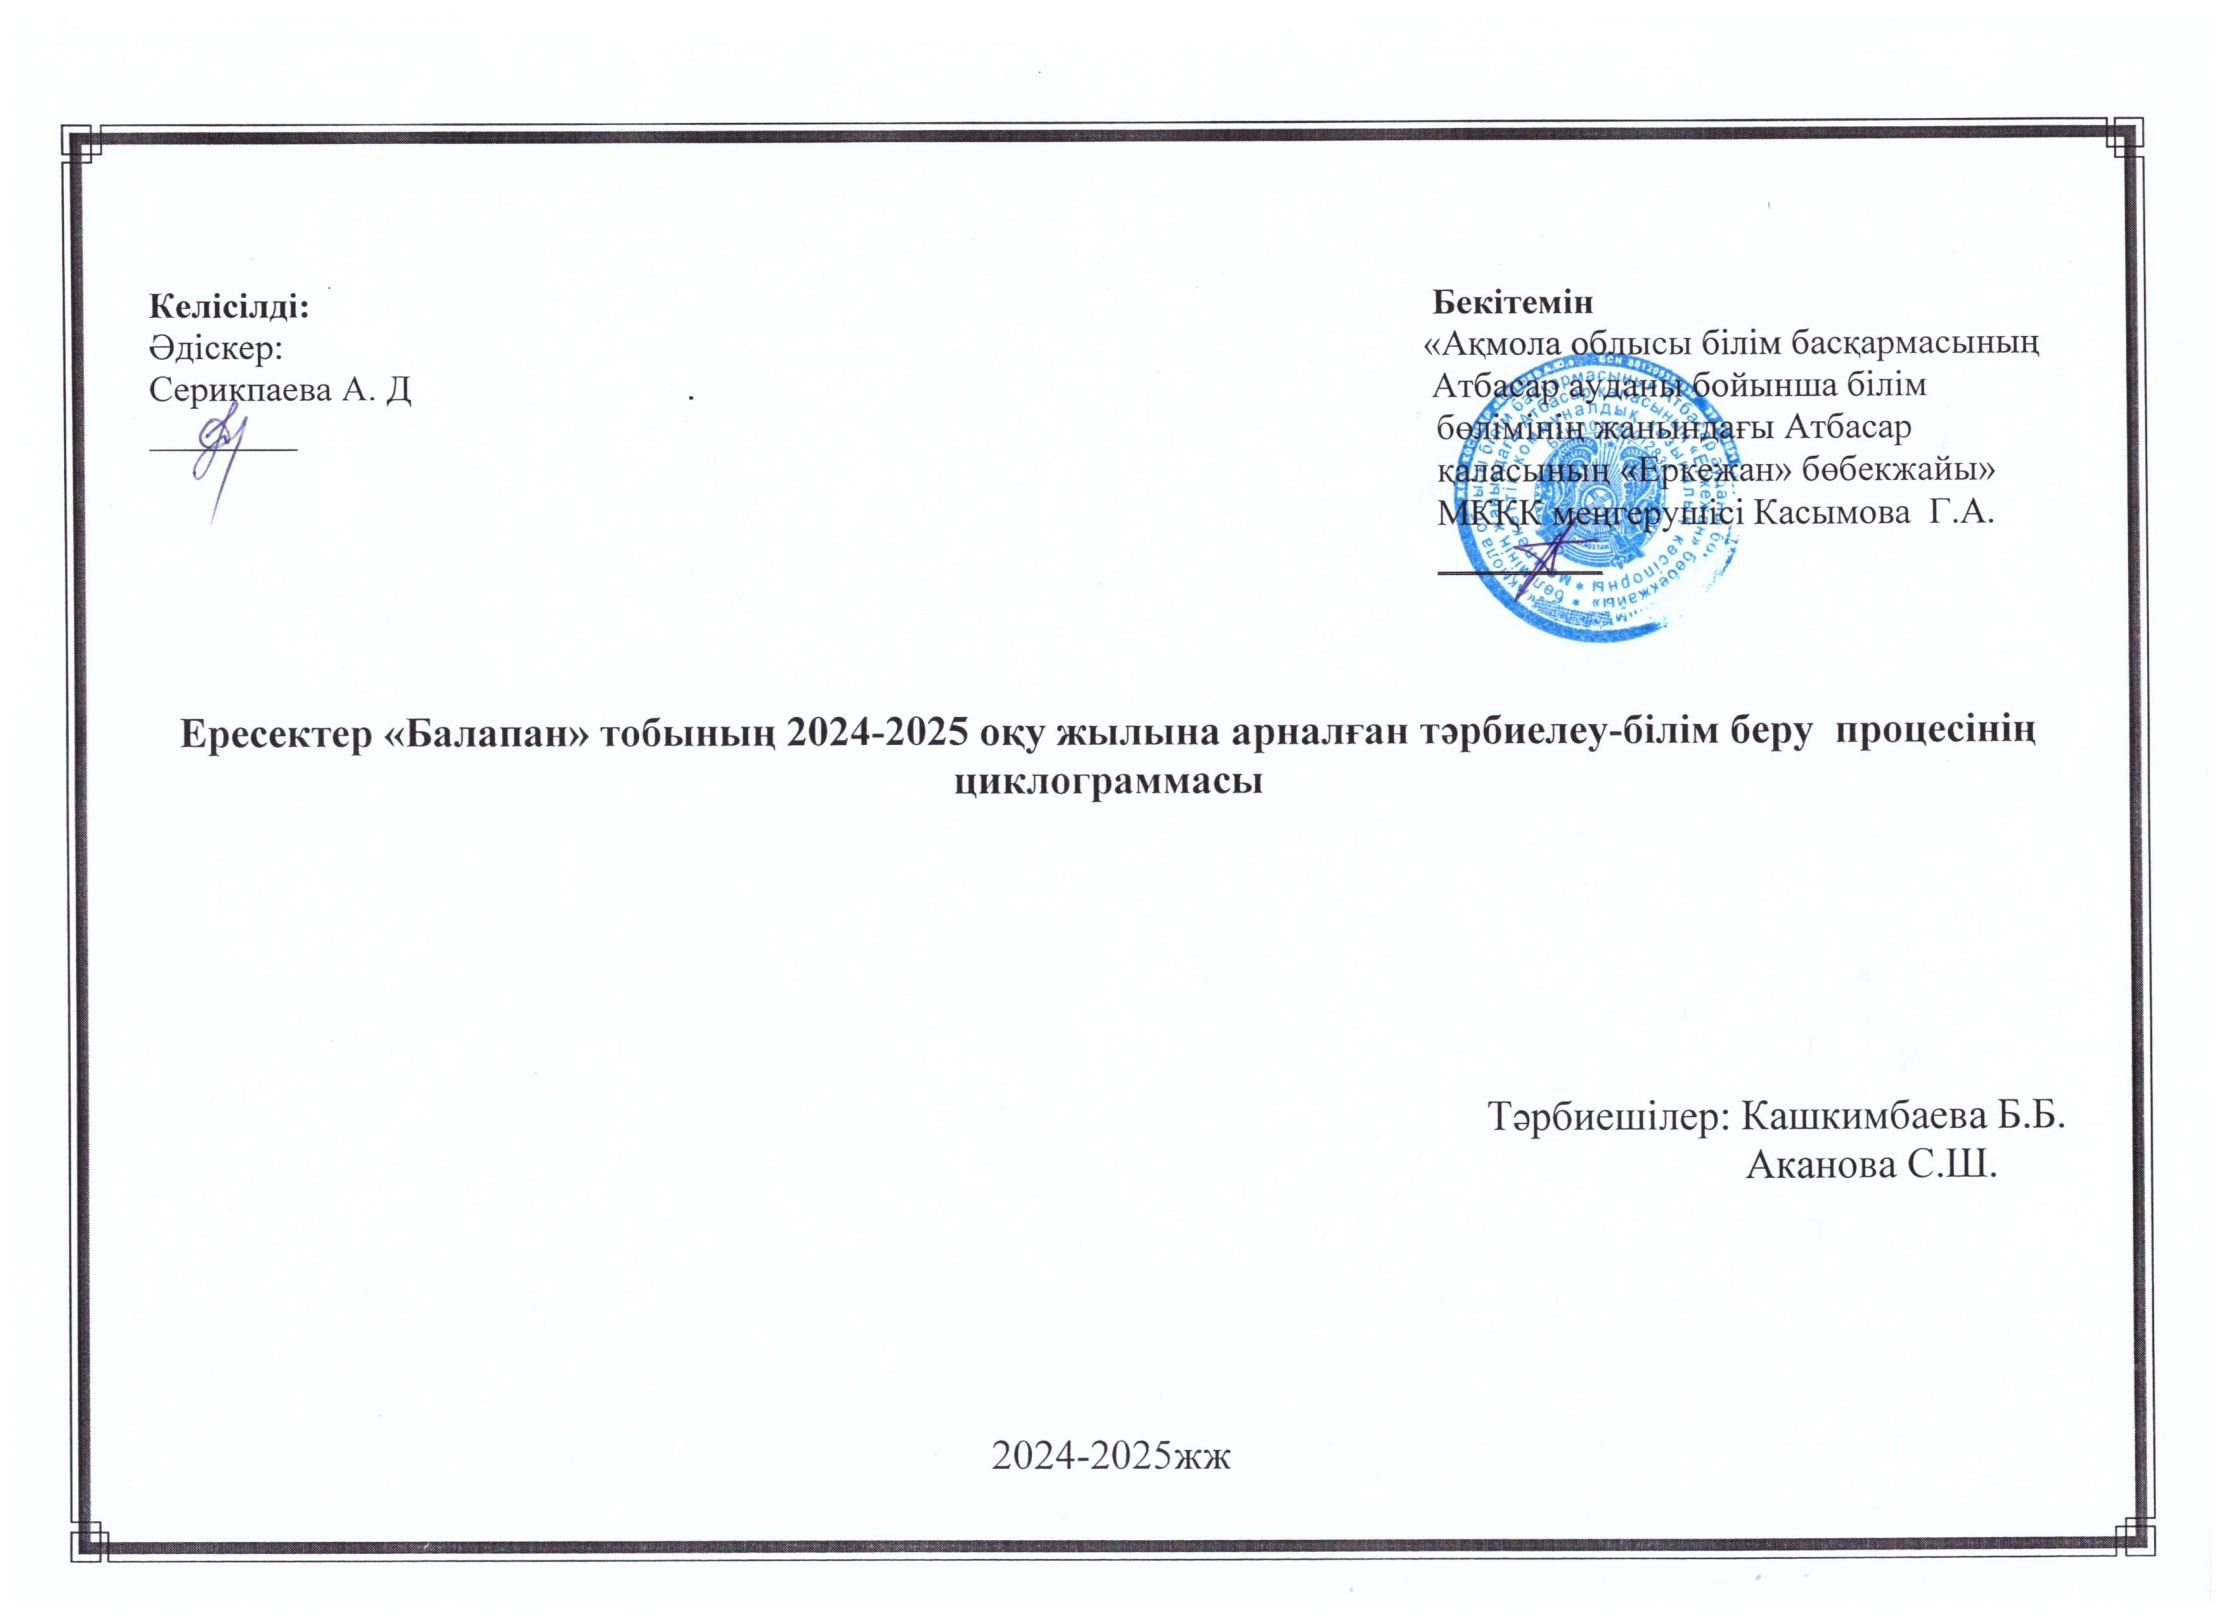 Келісілді:
Әдіскер:
Серикпаева А. Д
Бекітемін
«Ақмола облысы білім басқармасының
Атбасар ауданы бойынша білім
бөлімінің жанындағы Атбасар
қаласының «Еркежан» бөбекжайы»
МКҚК меңгерушісі Касымова Г.А.
Ересектер «Балапан» тобының 2024-2025 оқу жылына арналған тәрбиелеу-білім беру процесінің
циклограммасы
Тәрбиешілер: Кашкимбаева Б.Б.
Аканова С.Ш.
2024-2025жж